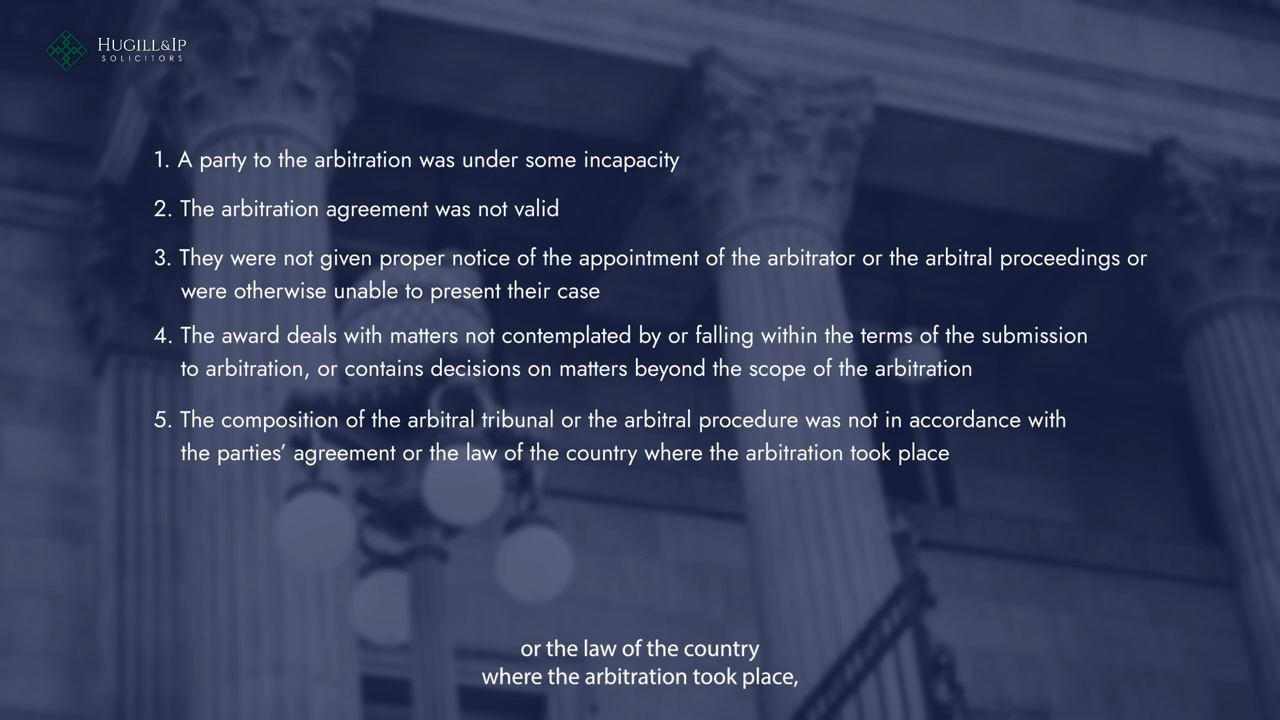 HUGILL&IP
SOLICITORS
1. A party to the arbitration was under some incapacity
2. The arbitration agreement was not valid
3. They were not given proper notice of the appointment of the arbitrator or the arbitral proceedings or
were otherwise unable to present their case
4. The award deals with matters not contemplated by or falling within the terms of the submission
to arbitration, or contains decisions on matters beyond the scope of the arbitration
5. The composition of the arbitral tribunal or the arbitral procedure was not in accordance with
the parties’ agreement or the law of the country where the arbitration took place
or the law of the country
where the arbitration took place,